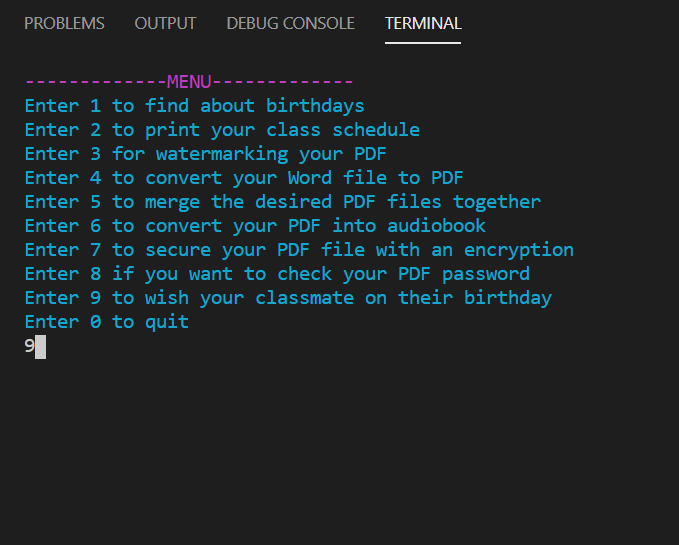 PROBLEMS OUTPUT DEBUG CONSOLE TERMINAL
-------------MENU-------------
Enter 1 to find about birthdays
Enter 2 to print your class schedule
Enter 3 for watermarking your PDF
Enter 4 to convert your Word file to PDF
Enter 5 to merge the desired PDF files together
Enter 6 to convert your PDF into audiobook
Enter 7 to secure your PDF file with an encryption
Enter 8 if you want to check your PDF password
Enter 9 to wish your classmate on their birthday
Enter 0 to quit
9